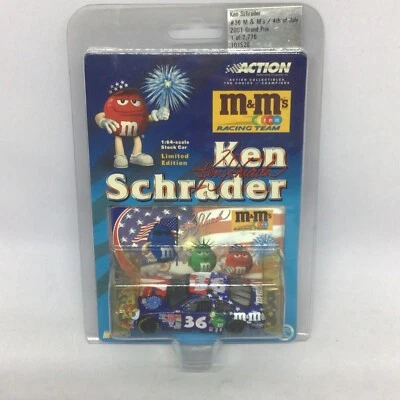 Ken Schrader
#36 M & M's / 4th of July
2001 Grand Prix
1 of 7,776
101520
ACTION
ACTION COLLECTIBLES
THE CHOICE OF CHAMPIONS
m&m's
RACING TEAM
m
1:64-scale
Stock Car
Limited
Edition
Ken
Schrader
m&m's
36
m&m's